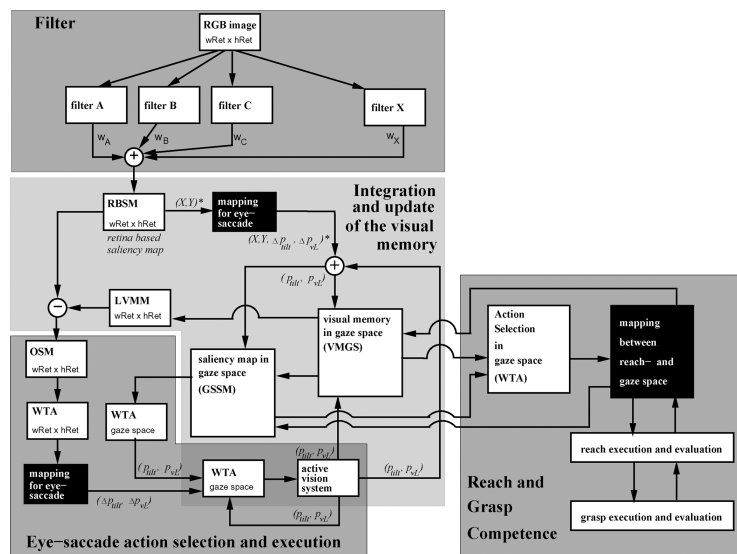 Filter
RGB image
wRet x hRet
filter A
filter B
filter C
filter X
wA
wB
wC
wX
+
RBSM
wRet x hRet
retina based
saliency map
(X,Y)*
mapping
for eye−
saccade
(X,Y, Δptilt , ΔpvL)*
Integration
and update
of the visual
memory
+
(ptilt, pvL)
−
LVMM
wRet x hRet
visual memory
in gaze space
(VMGS)
saliency map in
gaze space
(GSSM)
Action
Selection
in
gaze space
(WTA)
mapping
between
reach− and
gaze space
OSM
wRet x hRet
WTA
wRet x hRet
WTA
gaze space
mapping
for eye−
saccade
(ptilt, pvL)
(Δptilt, ΔpvL)
WTA
gaze space
active
vision
system
(ptilt, pvL)
(ptilt, pvL)
(ptilt, pvL)
reach execution and evaluation
grasp execution and evaluation
Reach and
Grasp
Competence
Eye−saccade action selection and execution